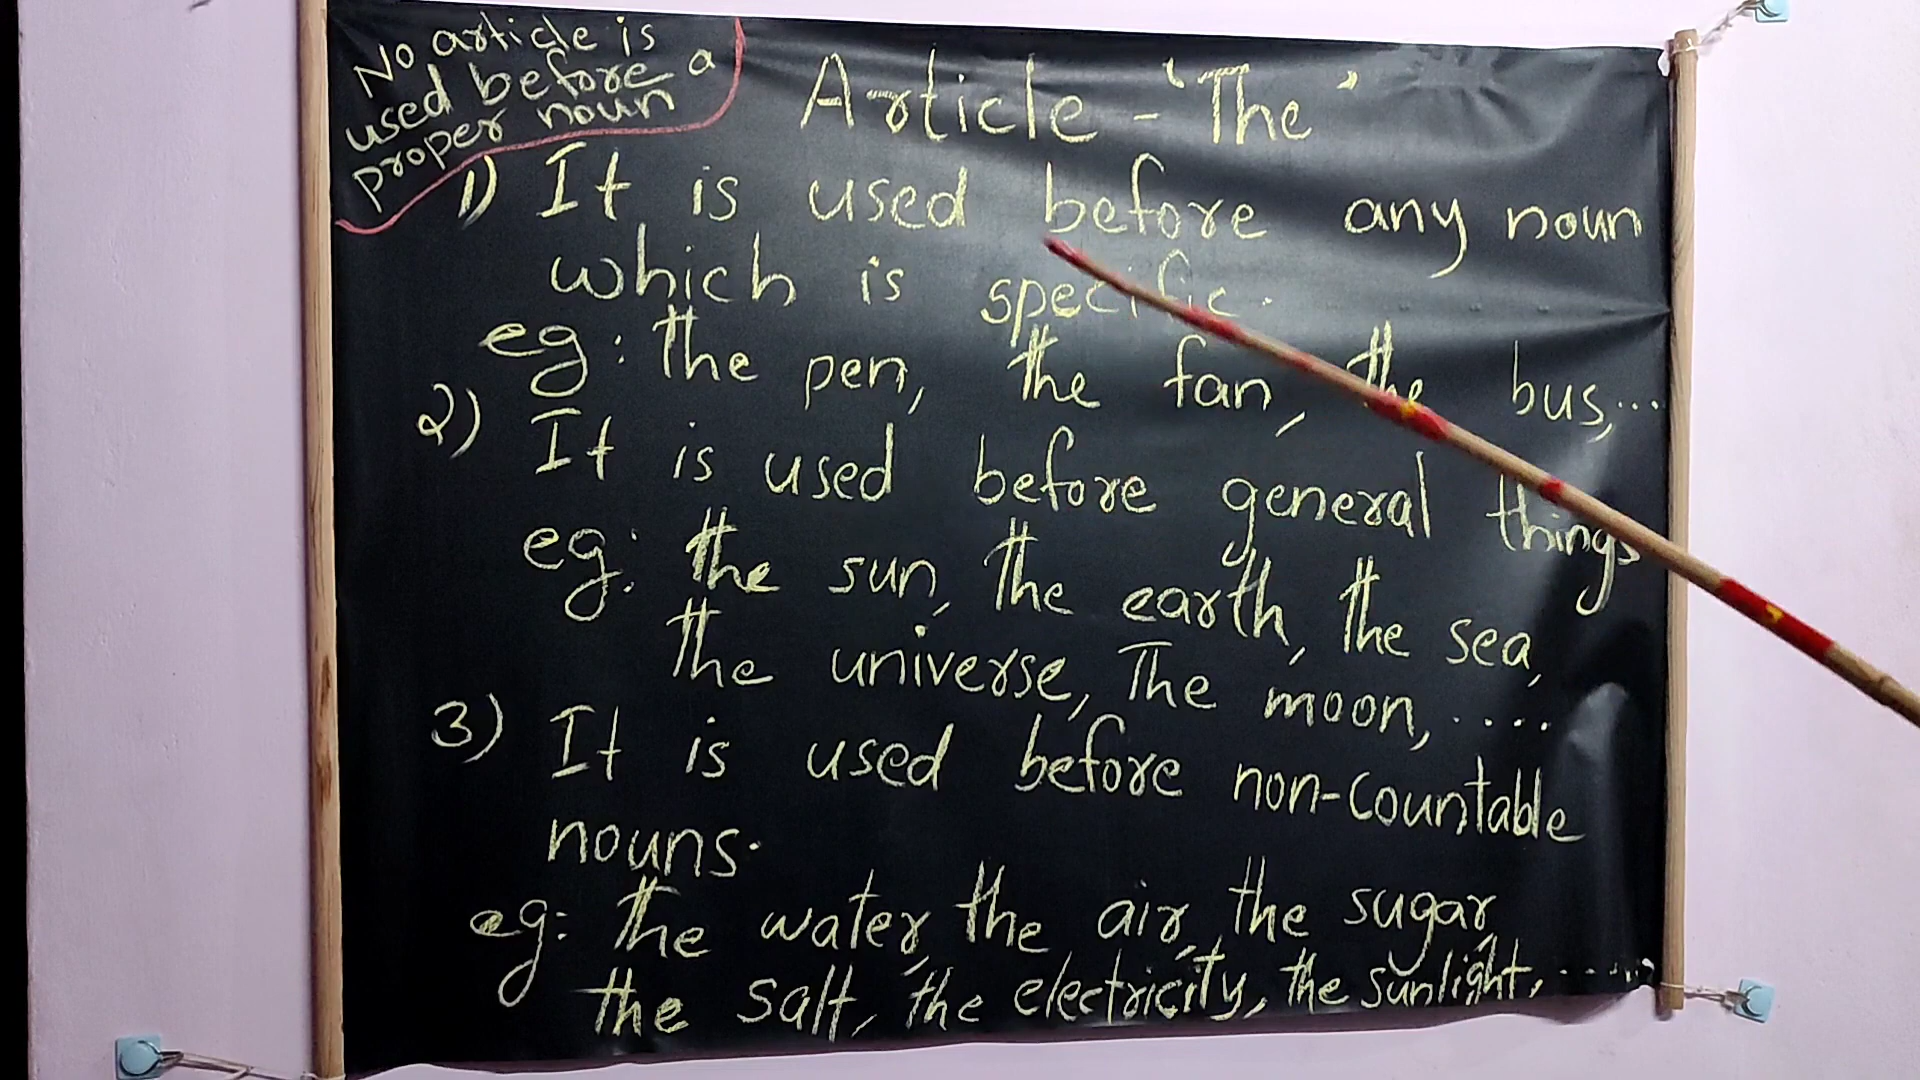 No article is
used before a
proper noun
Article - 'The'
1) It is used before any noun
which is specific.
eg: the pen, the fan, the bus,...
2) It is used before general things
eg: the sun, the earth, the sea,
the universe, The moon,....
3) It is used before non-countable
nouns.
eg: the water, the air, the sugar,
the salt, the electricity, the sunlight,......